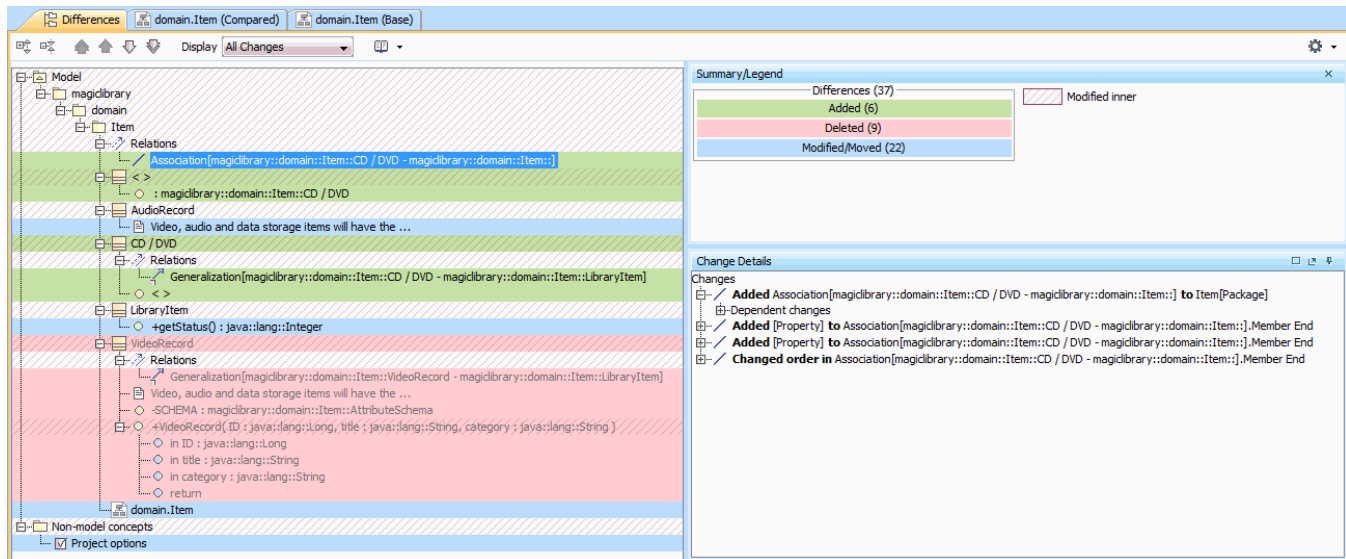 Differences domain.Item (Compared) domain.Item (Base)
Display All Changes
Model
magiclibrary
domain
Item
Relations
Association[magiclibrary::domain::Item::CD / DVD - magiclibrary::domain::Item::]
< >
: magiclibrary::domain::Item::CD / DVD
AudioRecord
Video, audio and data storage items will have the ...
CD / DVD
Relations
Generalization[magiclibrary::domain::Item::CD / DVD - magiclibrary::domain::Item::LibraryItem]
< >
LibraryItem
+getStatus() : java::lang::Integer
VideoRecord
Relations
Generalization[magiclibrary::domain::Item::VideoRecord - magiclibrary::domain::Item::LibraryItem]
Video, audio and data storage items will have the ...
-SCHEMA : magiclibrary::domain::Item::AttributeSchema
+VideoRecord( ID : java::lang::Long, title : java::lang::String, category : java::lang::String )
in ID : java::lang::Long
in title : java::lang::String
in category : java::lang::String
return
domain.Item
Non-model concepts
Project options
Summary/Legend
Differences (37)
Added (6)
Deleted (9)
Modified/Moved (22)
Modified inner
Change Details
Changes
Added Association[magiclibrary::domain::Item::CD / DVD - magiclibrary::domain::Item::] to Item[Package]
Dependent changes
Added [Property] to Association[magiclibrary::domain::Item::CD / DVD - magiclibrary::domain::Item::].Member End
Added [Property] to Association[magiclibrary::domain::Item::CD / DVD - magiclibrary::domain::Item::].Member End
Changed order in Association[magiclibrary::domain::Item::CD / DVD - magiclibrary::domain::Item::].Member End